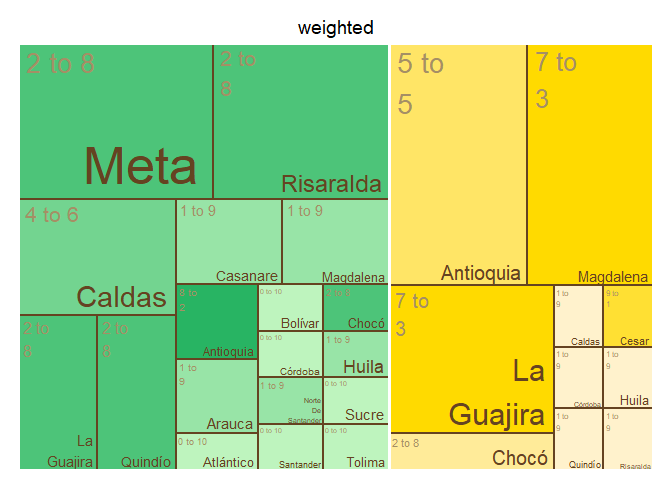 weighted
2 to 8
Meta
2 to
8
Risaralda
5 to
5
Antioquia
7 to
3
Magdalena
4 to 6
Caldas
1 to 9
Casanare
1 to 9
Magdalena
2 to
8
La
Guajira
2 to
8
Quindío
2
Antioquia
0 to 10
Bolívar
Chocó
1 to
9
Arauca
0 to 10
Córdoba
1 to 9
Huila
1 to 9
Norte
De
Santander
0 to 10
Sucre
0 to 10
Atlántico
0 to 10
Santander
0 to 10
Tolima
7 to
3
La
Guajira
2 to 8
Chocó
1 to
9
Caldas
9 to
1
Cesar
1 to
9
Córdoba
1 to
9
Huila
1 to
9
Quindío
1 to
9
Risaralda